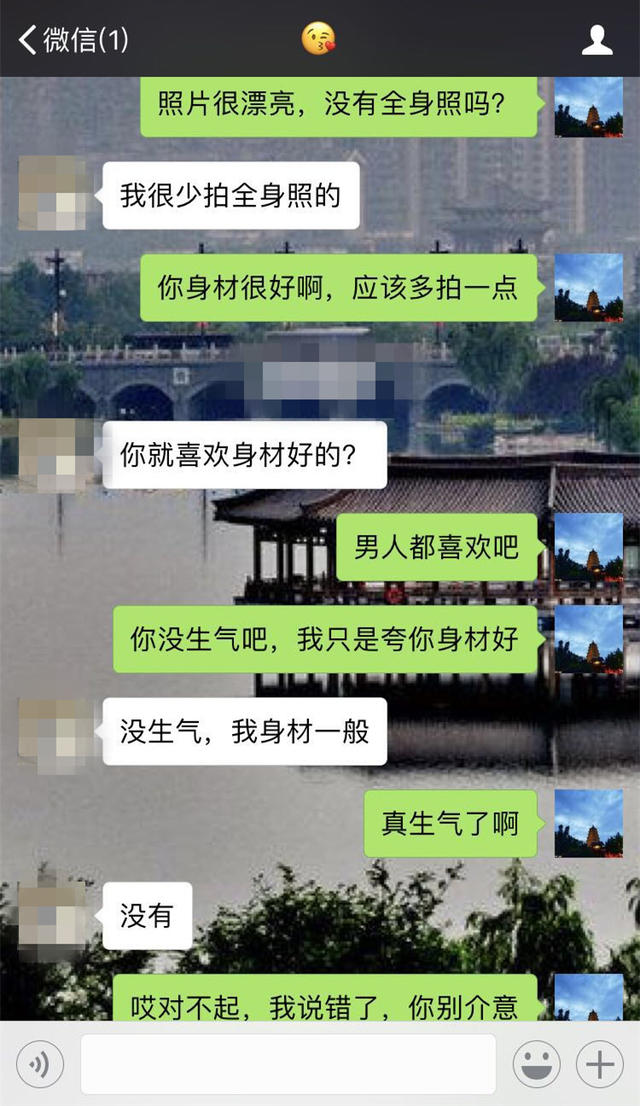 微信(1)
照片很漂亮，没有全身照吗？
我很少拍全身照的
你身材很好啊，应该多拍一点
你就喜欢身材好的？
男人都喜欢吧
你没生气吧，我只是夸你身材好
没生气，我身材一般
真生气了啊
没有
哎对不起，我说错了，你别介意